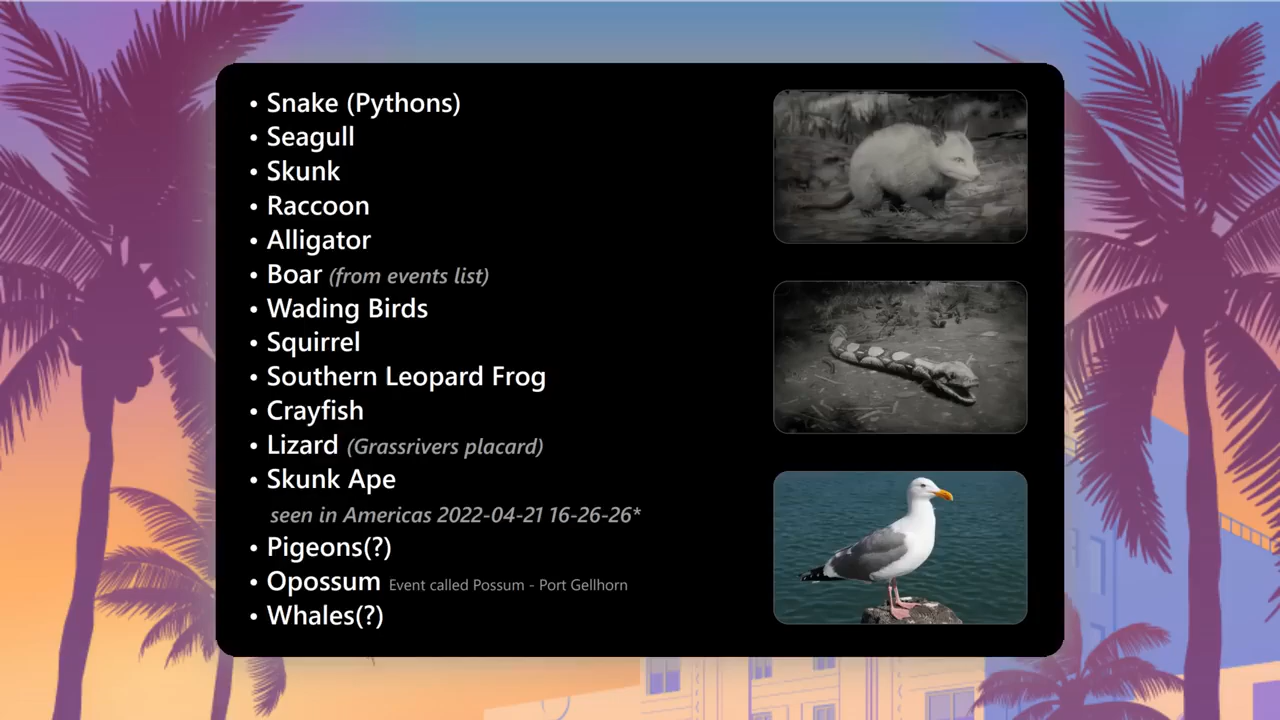 • Snake (Pythons)
• Seagull
• Skunk
• Raccoon
• Alligator
• Boar (from events list)
• Wading Birds
• Squirrel
• Southern Leopard Frog
• Crayfish
• Lizard (Grassrivers placard)
• Skunk Ape
seen in Americas 2022-04-21 16-26-26*
• Pigeons(?)
• Opossum Event called Possum - Port Gellhorn
• Whales(?)